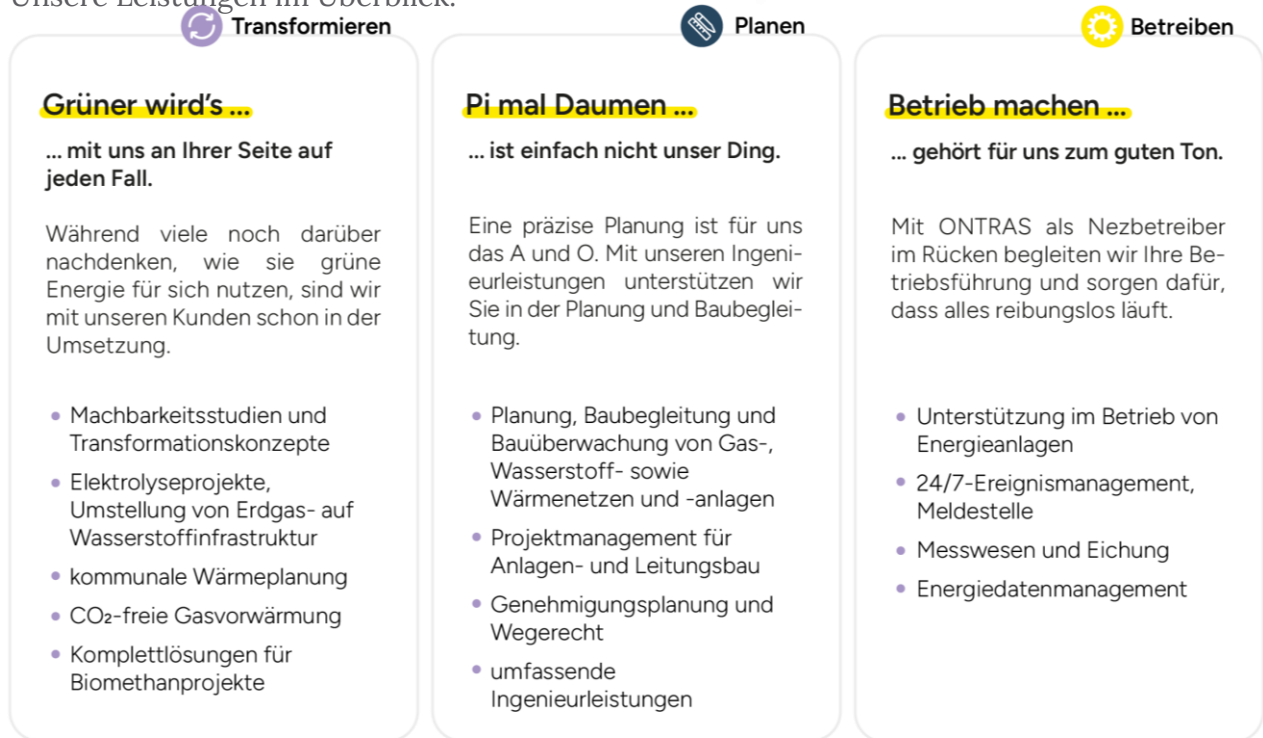 Unsere Leistungen im Überblick.
Transformieren
Grüner wird's ...
... mit uns an Ihrer Seite auf
jeden Fall.
Während viele noch darüber
nachdenken, wie sie grüne
Energie für sich nutzen, sind wir
mit unseren Kunden schon in der
Umsetzung.
Machbarkeitsstudien und
Transformationskonzepte
Elektrolyseprojekte,
Umstellung von Erdgas- auf
Wasserstoffinfrastruktur
kommunale Wärmeplanung
CO₂-freie Gasvorwärmung
Komplettlösungen für
Biomethanprojekte
Planen
Pi mal Daumen ...
... ist einfach nicht unser Ding.
Eine präzise Planung ist für uns
das A und O. Mit unseren Ingeni-
eurleistungen unterstützen wir
Sie in der Planung und Baubeglei-
tung.
Planung, Baubegleitung und
Bauüberwachung von Gas-,
Wasserstoff- sowie
Wärmenetzen und -anlagen
Projektmanagement für
Anlagen- und Leitungsbau
Genehmigungsplanung und
Wegerecht
umfassende
Ingenieurleistungen
Betreiben
Betrieb machen ...
... gehört für uns zum guten Ton.
Mit ONTRAS als Nezbetreiber
im Rücken begleiten wir Ihre Be-
triebsführung und sorgen dafür,
dass alles reibungslos läuft.
Unterstützung im Betrieb von
Energieanlagen
24/7-Ereignismanagement,
Meldestelle
Messwesen und Eichung
Energiedatenmanagement